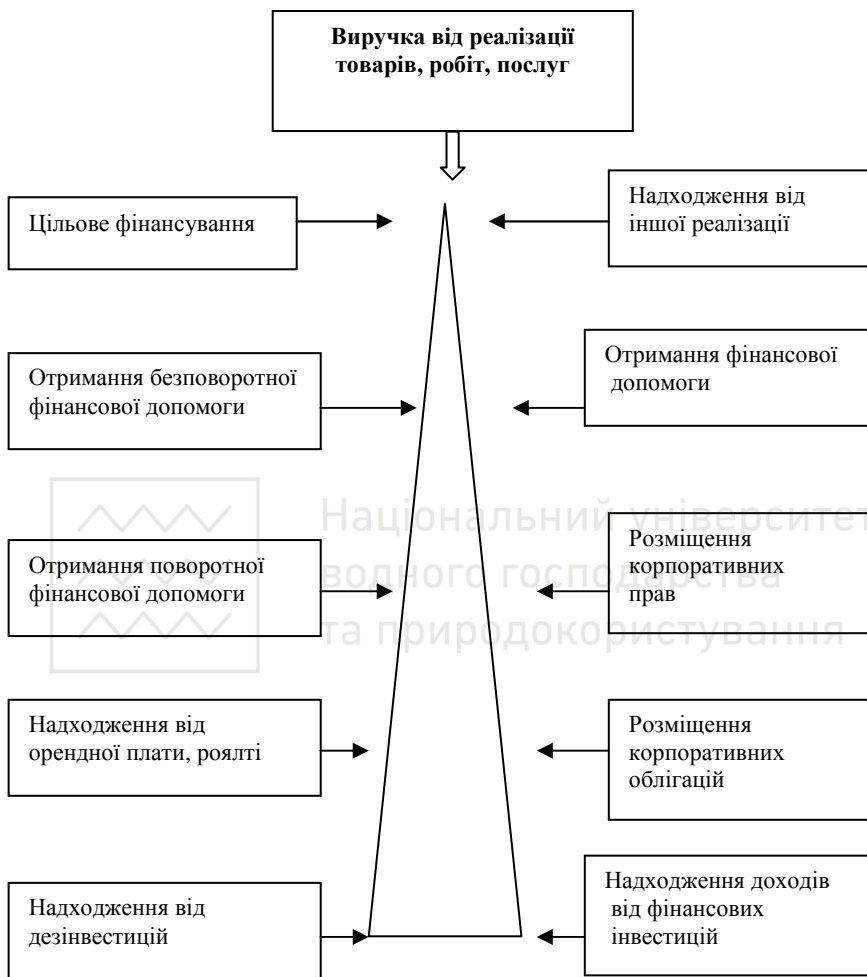 Виручка від реалізації
товарів, робіт, послуг
Цільове фінансування
Надходження від
іншої реалізації
Отримання безповоротної
фінансової допомоги
Отримання фінансової
допомоги
Національний університет
водного господарства
та природокористування
Отримання поворотної
фінансової допомоги
Розміщення
корпоративних
прав
Надходження від
орендної плати, роялті
Розміщення
корпоративних
облігацій
Надходження від
дезінвестицій
Надходження доходів
від фінансових
інвестицій